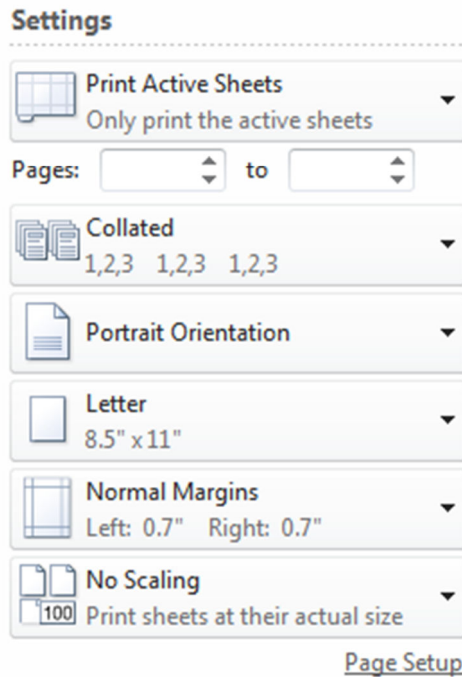 Settings
Print Active Sheets
Only print the active sheets
Pages: to
Collated
1,2,3 1,2,3 1,2,3
Portrait Orientation
Letter
8.5" x 11"
Normal Margins
Left: 0.7" Right: 0.7"
No Scaling
100 Print sheets at their actual size
Page Setup